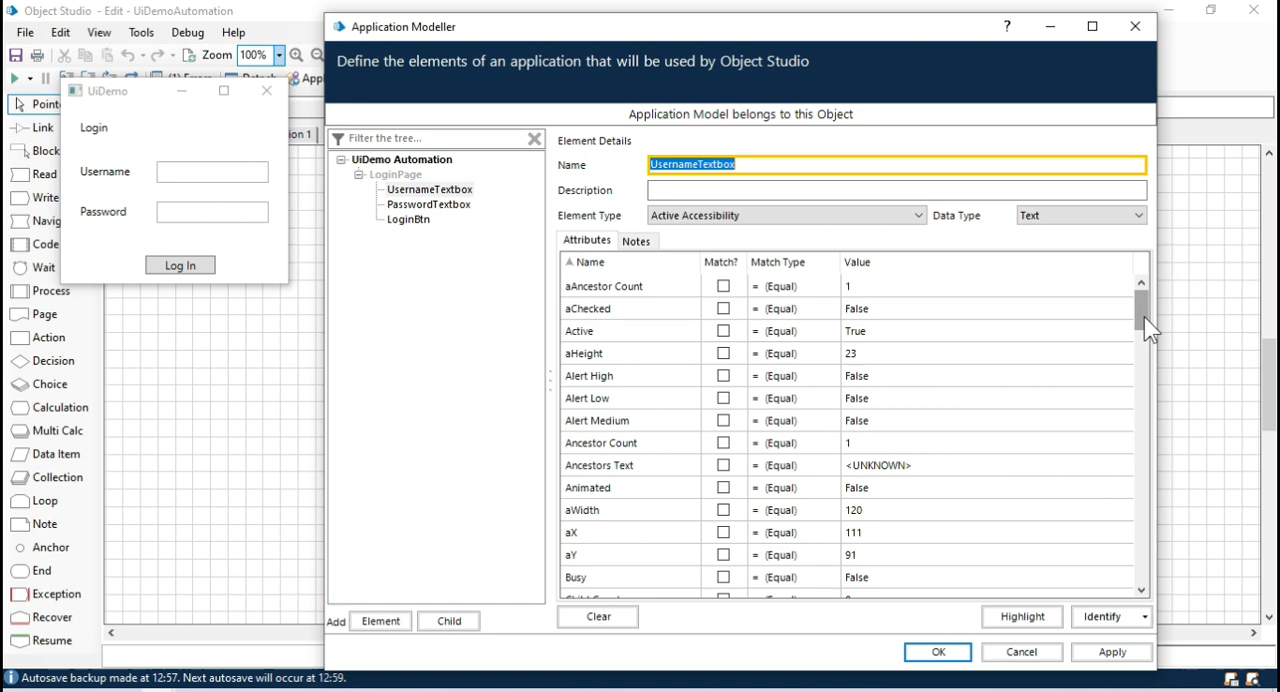 Object Studio - Edit - UiDemoAutomation
File Edit View Tools Debug Help
Zoom 100%
UiDemo
Login
Username
Password
Log In
Pointe
Link
Block
Read
Write
Navig
Code
Wait
Process
Page
Action
Decision
Choice
Calculation
Multi Calc
Data Item
Collection
Loop
Note
Anchor
End
Exception
Recover
Resume
Appl
ion 1
Application Modeller
?
Define the elements of an application that will be used by Object Studio
Application Model belongs to this Object
Filter the tree...
UiDemo Automation
LoginPage
UsernameTextbox
PasswordTextbox
LoginBtn
Add Element Child
Element Details
Name UsernameTextbox
Description
Element Type Active Accessibility Data Type Text
Attributes Notes
Name Match? Match Type Value
aAncestor Count = (Equal) 1
aChecked = (Equal) False
Active = (Equal) True
aHeight = (Equal) 23
Alert High = (Equal) False
Alert Low = (Equal) False
Alert Medium = (Equal) False
Ancestor Count = (Equal) 1
Ancestors Text = (Equal) <UNKNOWN>
Animated = (Equal) False
aWidth = (Equal) 120
aX = (Equal) 111
aY = (Equal) 91
Busy = (Equal) False
Clear Highlight Identify
OK Cancel Apply
Autosave backup made at 12:57. Next autosave will occur at 12:59.